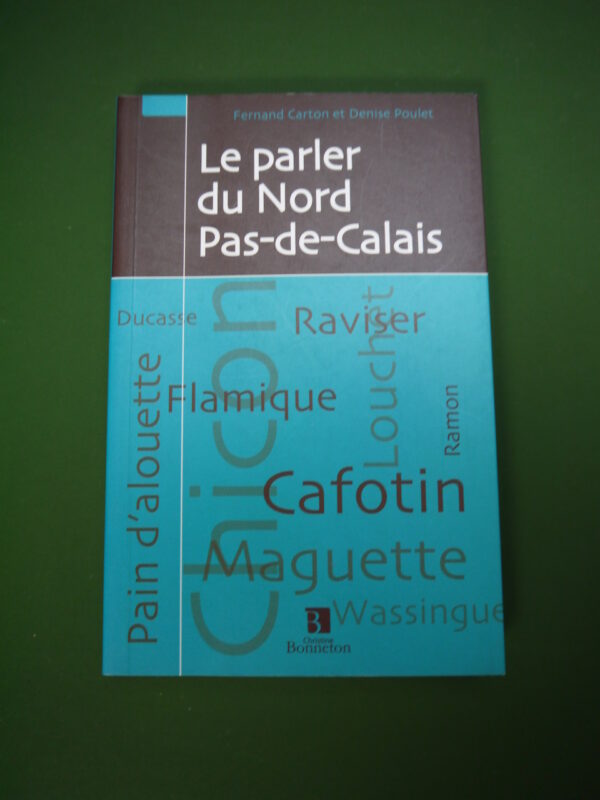 Fernand Carton et Denise Poulet
Le parler
du Nord
Pas-de-Calais
Ducasse
Chicon
Raviser
Louchet
Pain d'alouette
Flamique
Ramon
Cafotin
Maguette
Wassingue
B.
Christine
Bonneton